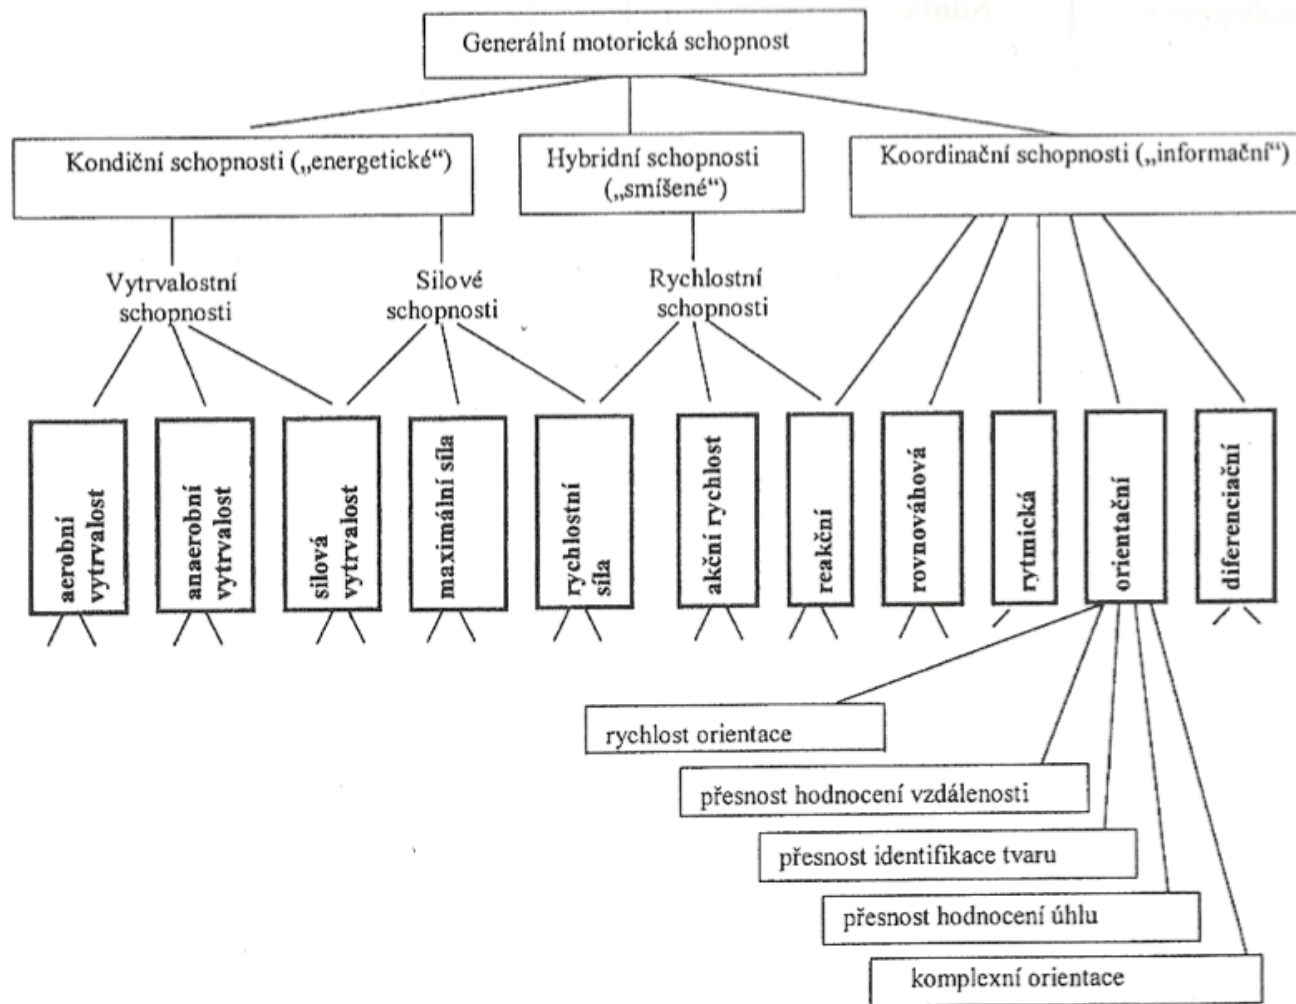 Generální motorická schopnost
Kondiční schopnosti („energetické“)
Hybridní schopnosti
(„smíšené“)
Koordinační schopnosti („informační“)
Vytrvalostní
schopnosti
Silové
schopnosti
Rychlostní
schopnosti
aerobní
vytrvalost
anaerobní
vytrvalost
silová
vytrvalost
maximální síla
rychlostní
síla
akční rychlost
reakční
rovnováhová
rytmická
orientační
diferenciační
rychlost orientace
přesnost hodnocení vzdálenosti
přesnost identifikace tvaru
přesnost hodnocení úhlu
komplexní orientace